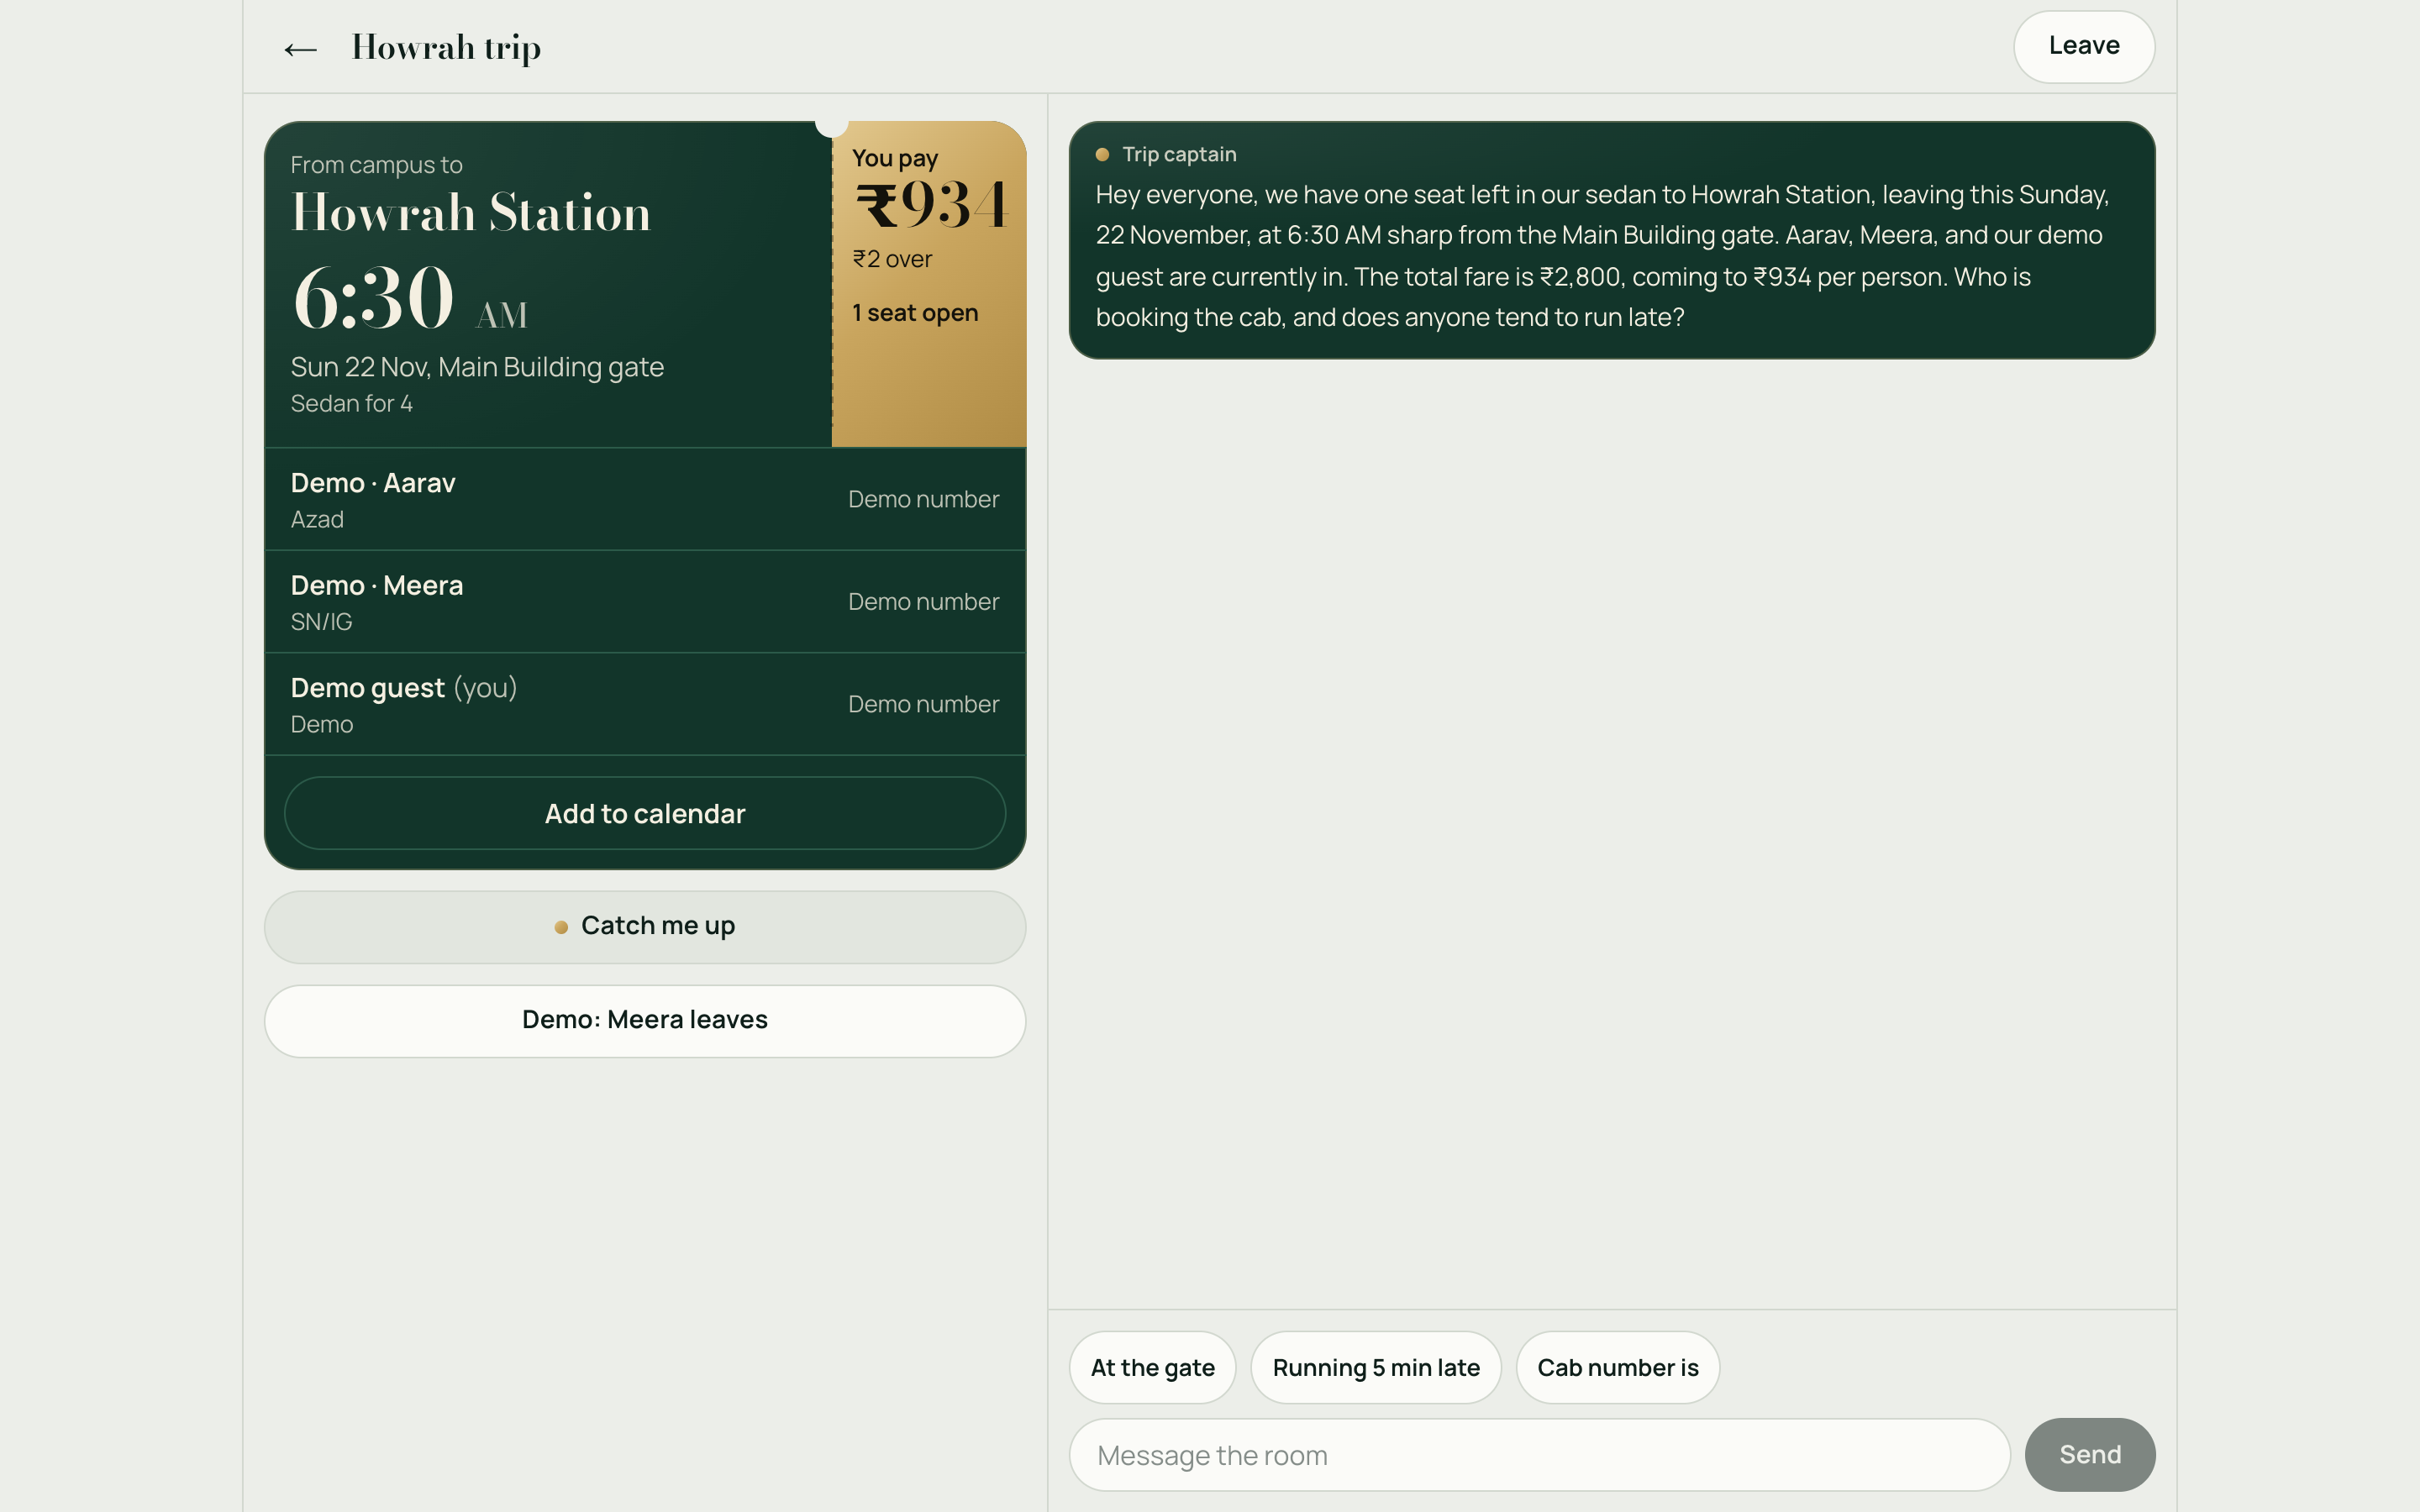 ← Howrah trip
Leave
From campus to
Howrah Station
6:30 AM
Sun 22 Nov, Main Building gate
Sedan for 4
You pay
₹934
₹2 over
1 seat open
Demo · Aarav
Azad
Demo number
Demo · Meera
SN/IG
Demo number
Demo guest (you)
Demo
Demo number
Add to calendar
Catch me up
Demo: Meera leaves
Trip captain
Hey everyone, we have one seat left in our sedan to Howrah Station, leaving this Sunday,
22 November, at 6:30 AM sharp from the Main Building gate. Aarav, Meera, and our demo
guest are currently in. The total fare is ₹2,800, coming to ₹934 per person. Who is
booking the cab, and does anyone tend to run late?
At the gate
Running 5 min late
Cab number is
Message the room
Send